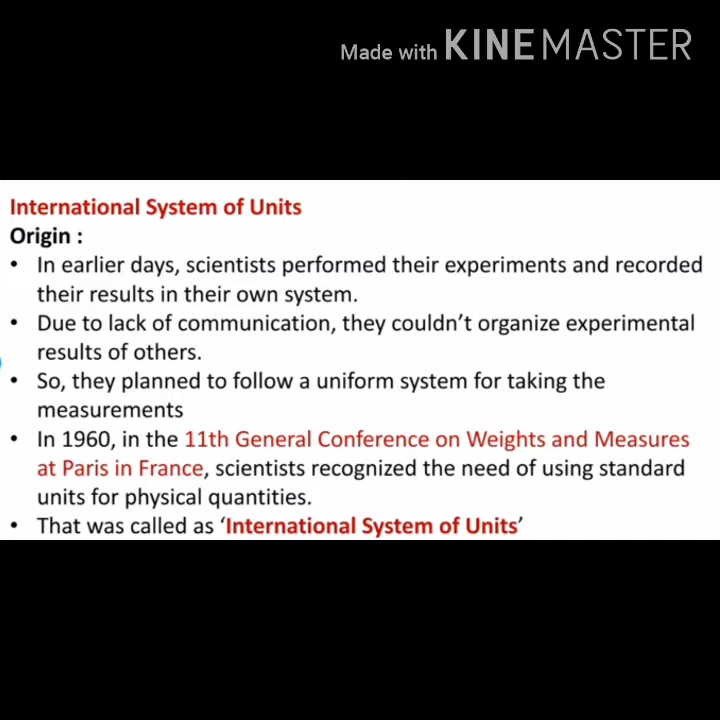 Made with KINEMASTER
International System of Units
Origin :
• In earlier days, scientists performed their experiments and recorded
their results in their own system.
• Due to lack of communication, they couldn't organize experimental
results of others.
• So, they planned to follow a uniform system for taking the
measurements
• In 1960, in the 11th General Conference on Weights and Measures
at Paris in France, scientists recognized the need of using standard
units for physical quantities.
• That was called as ‘International System of Units’